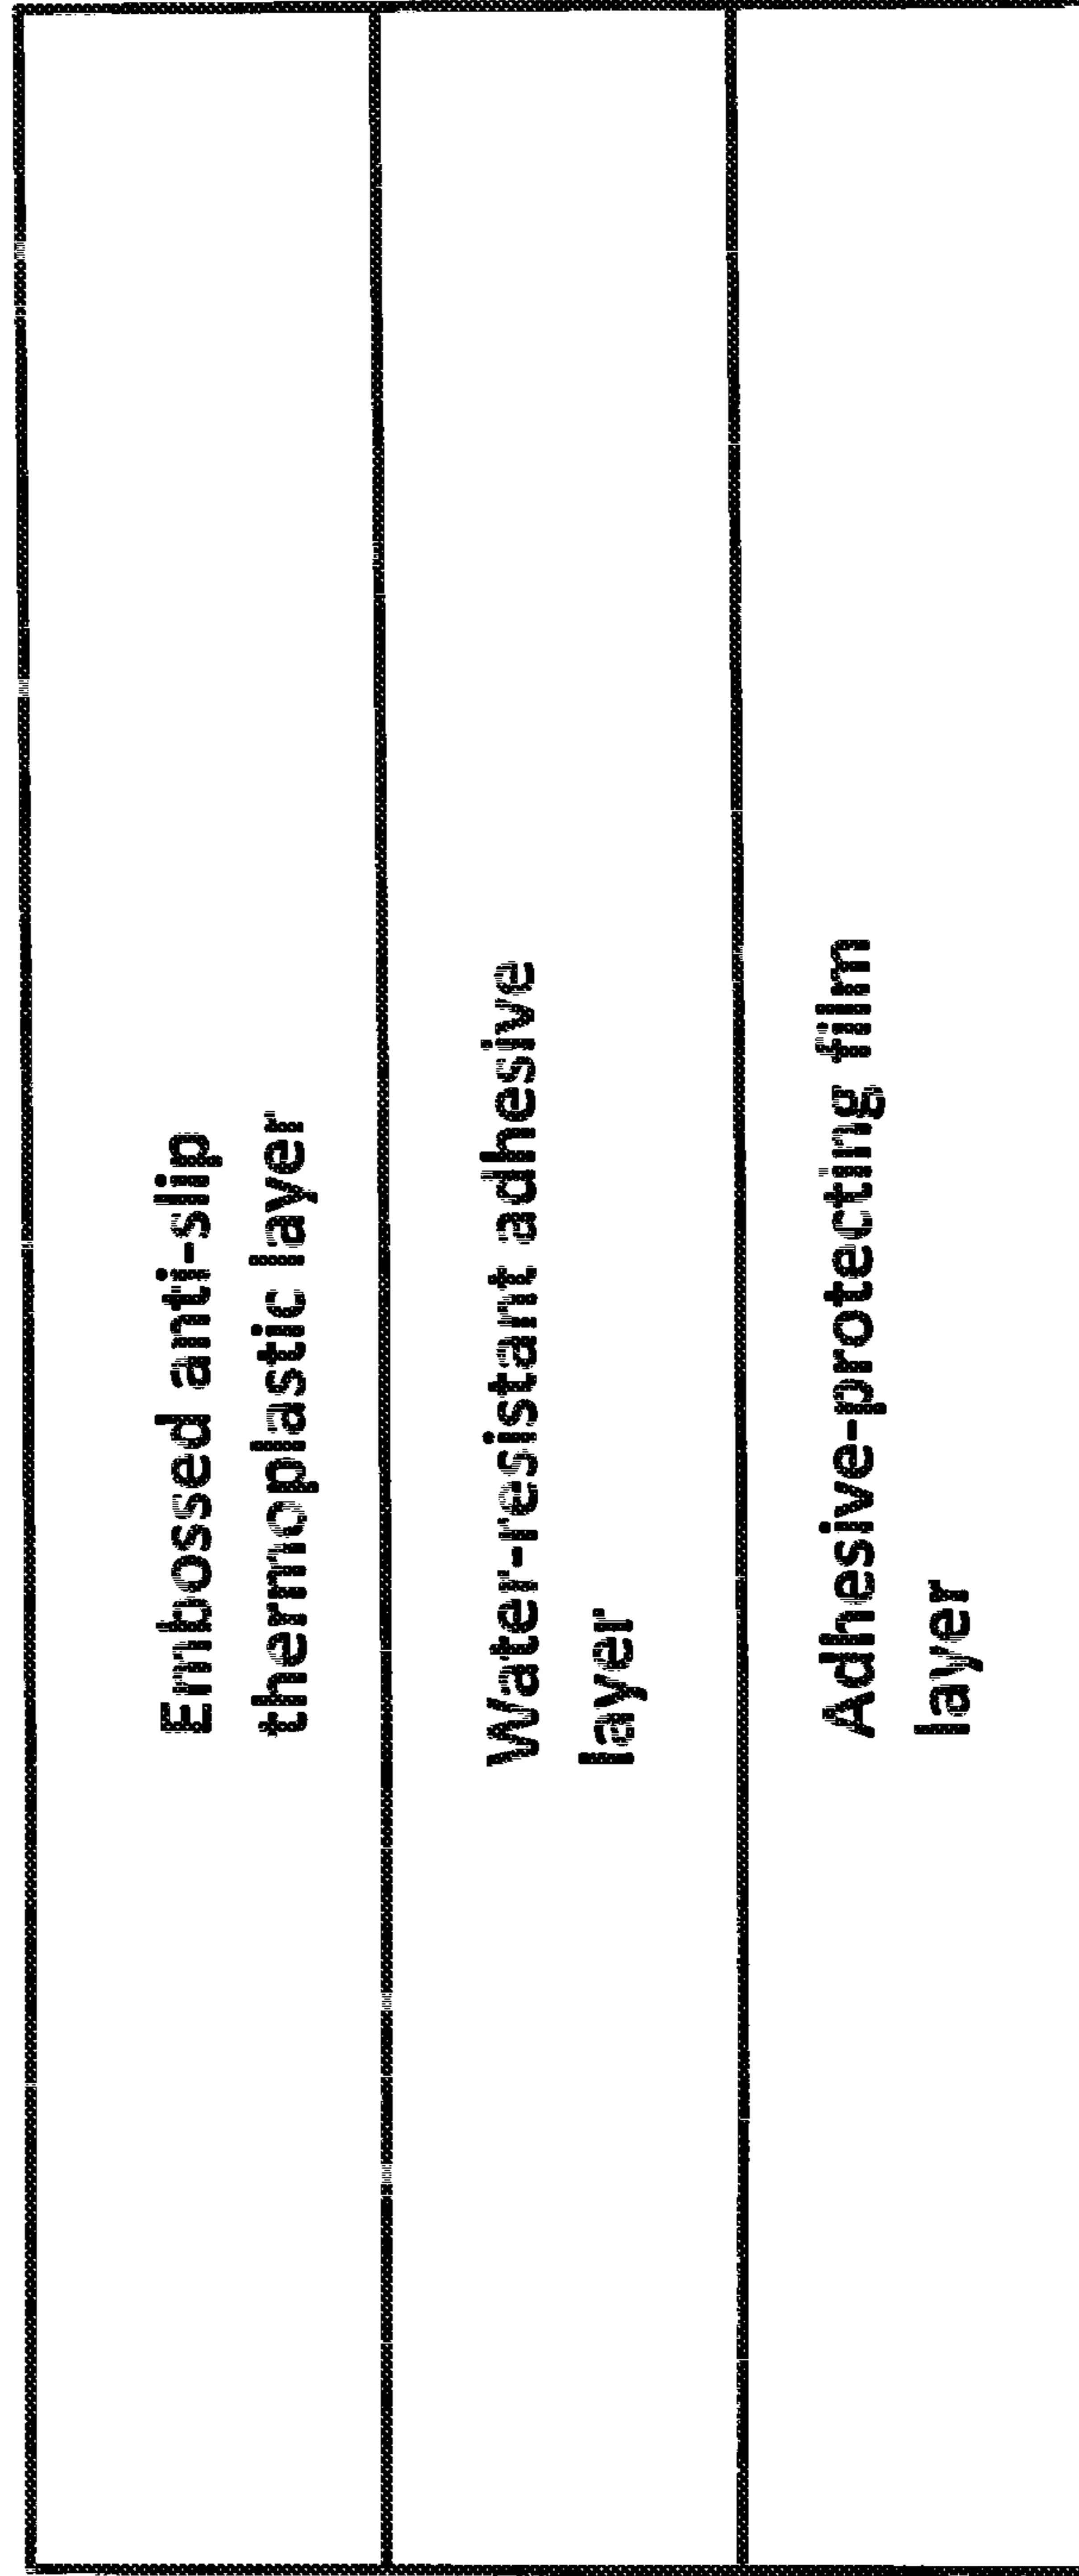 Embossed anti-slip
thermoplastic layer
Water-resistant adhesive
layer
Adhesive-protecting film
layer